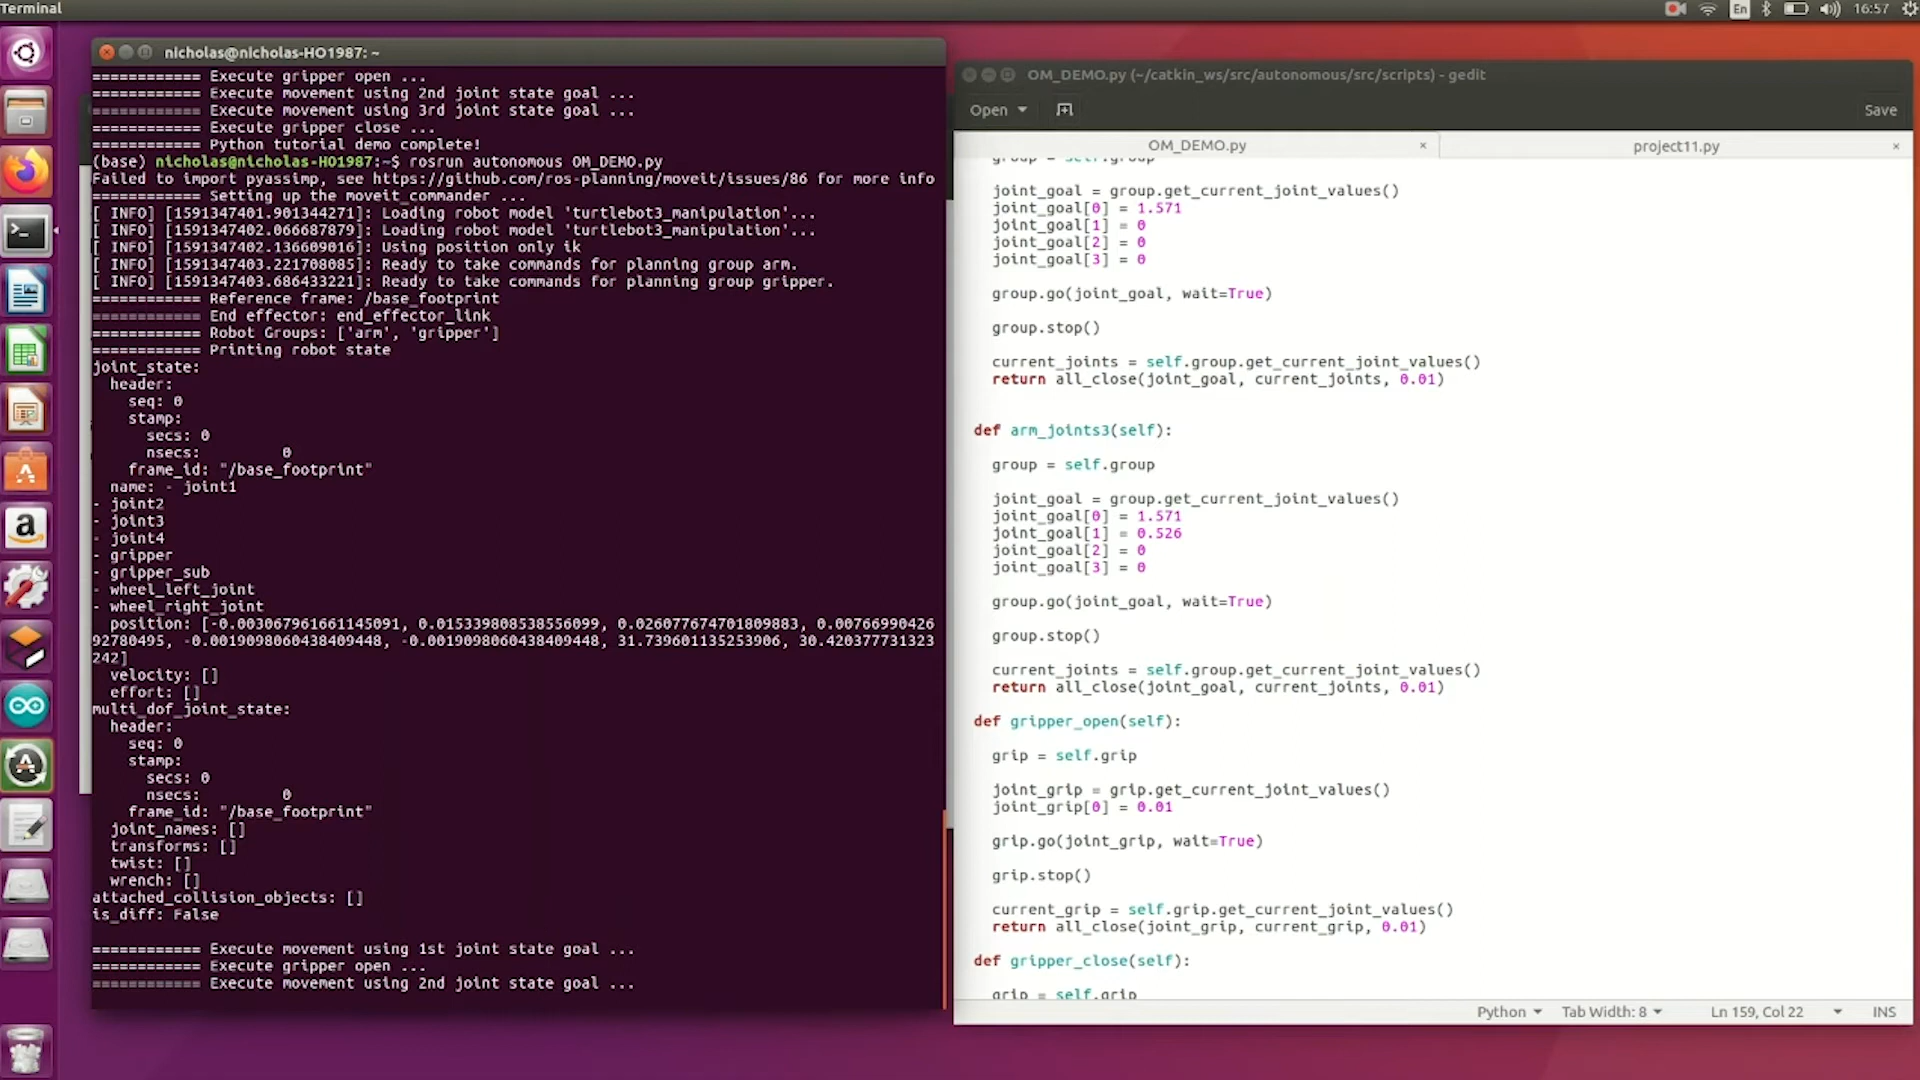 Terminal
En
16:57
nicholas@nicholas-HO1987: ~
============ Execute gripper open ...
============ Execute movement using 2nd joint state goal ...
============ Execute movement using 3rd joint state goal ...
============ Execute gripper close ...
============ Python tutorial demo complete!
(base) nicholas@nicholas-HO1987:~$ rosrun autonomous OM_DEMO.py
Failed to import pyassimp, see https://github.com/ros-planning/moveit/issues/86 for more info
============ Setting up the moveit_commander ...
[ INFO] [1591347401.901344271]: Loading robot model 'turtlebot3_manipulation'...
[ INFO] [1591347402.066687879]: Loading robot model 'turtlebot3_manipulation'...
[ INFO] [1591347402.136609016]: Using position only ik
[ INFO] [1591347403.221708085]: Ready to take commands for planning group arm.
[ INFO] [1591347403.686433221]: Ready to take commands for planning group gripper.
============ Reference frame: /base_footprint
============ End effector: end_effector_link
============ Robot Groups: ['arm', 'gripper']
============ Printing robot state
joint_state:
header:
seq: 0
stamp:
secs: 0
nsecs: 0
frame_id: "/base_footprint"
name: - joint1
- joint2
- joint3
- joint4
- gripper
- gripper_sub
- wheel_left_joint
- wheel_right_joint
position: [-0.003067961661145091, 0.015339808538556099, 0.026077674701809883, 0.00766990426
92780495, -0.0019098060438409448, -0.0019098060438409448, 31.739601135253906, 30.420377731323
242]
velocity: []
effort: []
multi_dof_joint_state:
header:
seq: 0
stamp:
secs: 0
nsecs: 0
frame_id: "/base_footprint"
joint_names: []
transforms: []
twist: []
wrench: []
attached_collision_objects: []
is_diff: False
============ Execute movement using 1st joint state goal ...
============ Execute gripper open ...
============ Execute movement using 2nd joint state goal ...
OM_DEMO.py (~/catkin_ws/src/autonomous/src/scripts) - gedit
Open
Save
OM_DEMO.py ×
project11.py ×
group = self.group
joint_goal = group.get_current_joint_values()
joint_goal[0] = 1.571
joint_goal[1] = 0
joint_goal[2] = 0
joint_goal[3] = 0
group.go(joint_goal, wait=True)
group.stop()
current_joints = self.group.get_current_joint_values()
return all_close(joint_goal, current_joints, 0.01)
def arm_joints3(self):
group = self.group
joint_goal = group.get_current_joint_values()
joint_goal[0] = 1.571
joint_goal[1] = 0.526
joint_goal[2] = 0
joint_goal[3] = 0
group.go(joint_goal, wait=True)
group.stop()
current_joints = self.group.get_current_joint_values()
return all_close(joint_goal, current_joints, 0.01)
def gripper_open(self):
grip = self.grip
joint_grip = grip.get_current_joint_values()
joint_grip[0] = 0.01
grip.go(joint_grip, wait=True)
grip.stop()
current_grip = self.grip.get_current_joint_values()
return all_close(joint_grip, current_grip, 0.01)
def gripper_close(self):
grip = self.grip
Python
Tab Width: 8
Ln 159, Col 22
INS